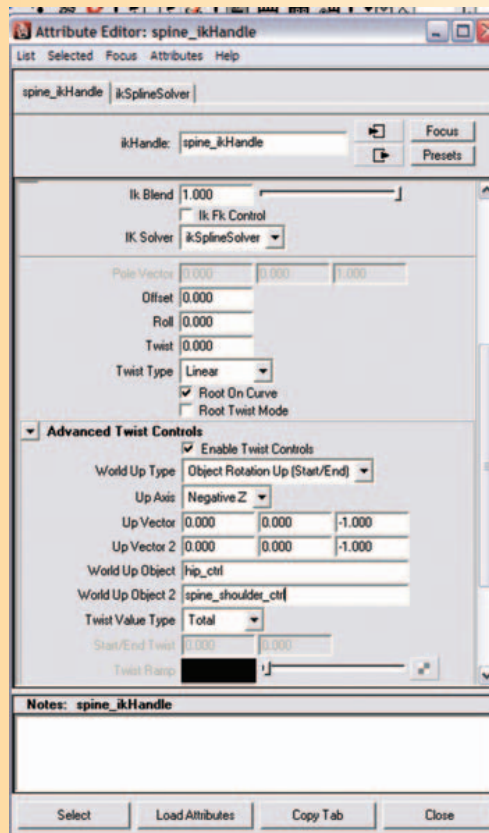 Attribute Editor: spine_ikHandle
List Selected Focus Attributes Help
spine_ikHandle ikSplineSolver
ikHandle: spine_ikHandle Focus
Presets
Ik Blend 1.000
Ik Fk Control
IK Solver ikSplineSolver
Pole Vector 0.000 0.000 1.000
Offset 0.000
Roll 0.000
Twist 0.000
Twist Type Linear
Root On Curve
Root Twist Mode
Advanced Twist Controls
Enable Twist Controls
World Up Type Object Rotation Up (Start/End)
Up Axis Negative Z
Up Vector 0.000 0.000 -1.000
Up Vector 2 0.000 0.000 -1.000
World Up Object hip_ctrl
World Up Object 2 spine_shoulder_ctrl
Twist Value Type Total
Start/End Twist 0.000 0.000
Twist Ramp
Notes: spine_ikHandle
Select Load Attributes Copy Tab Close